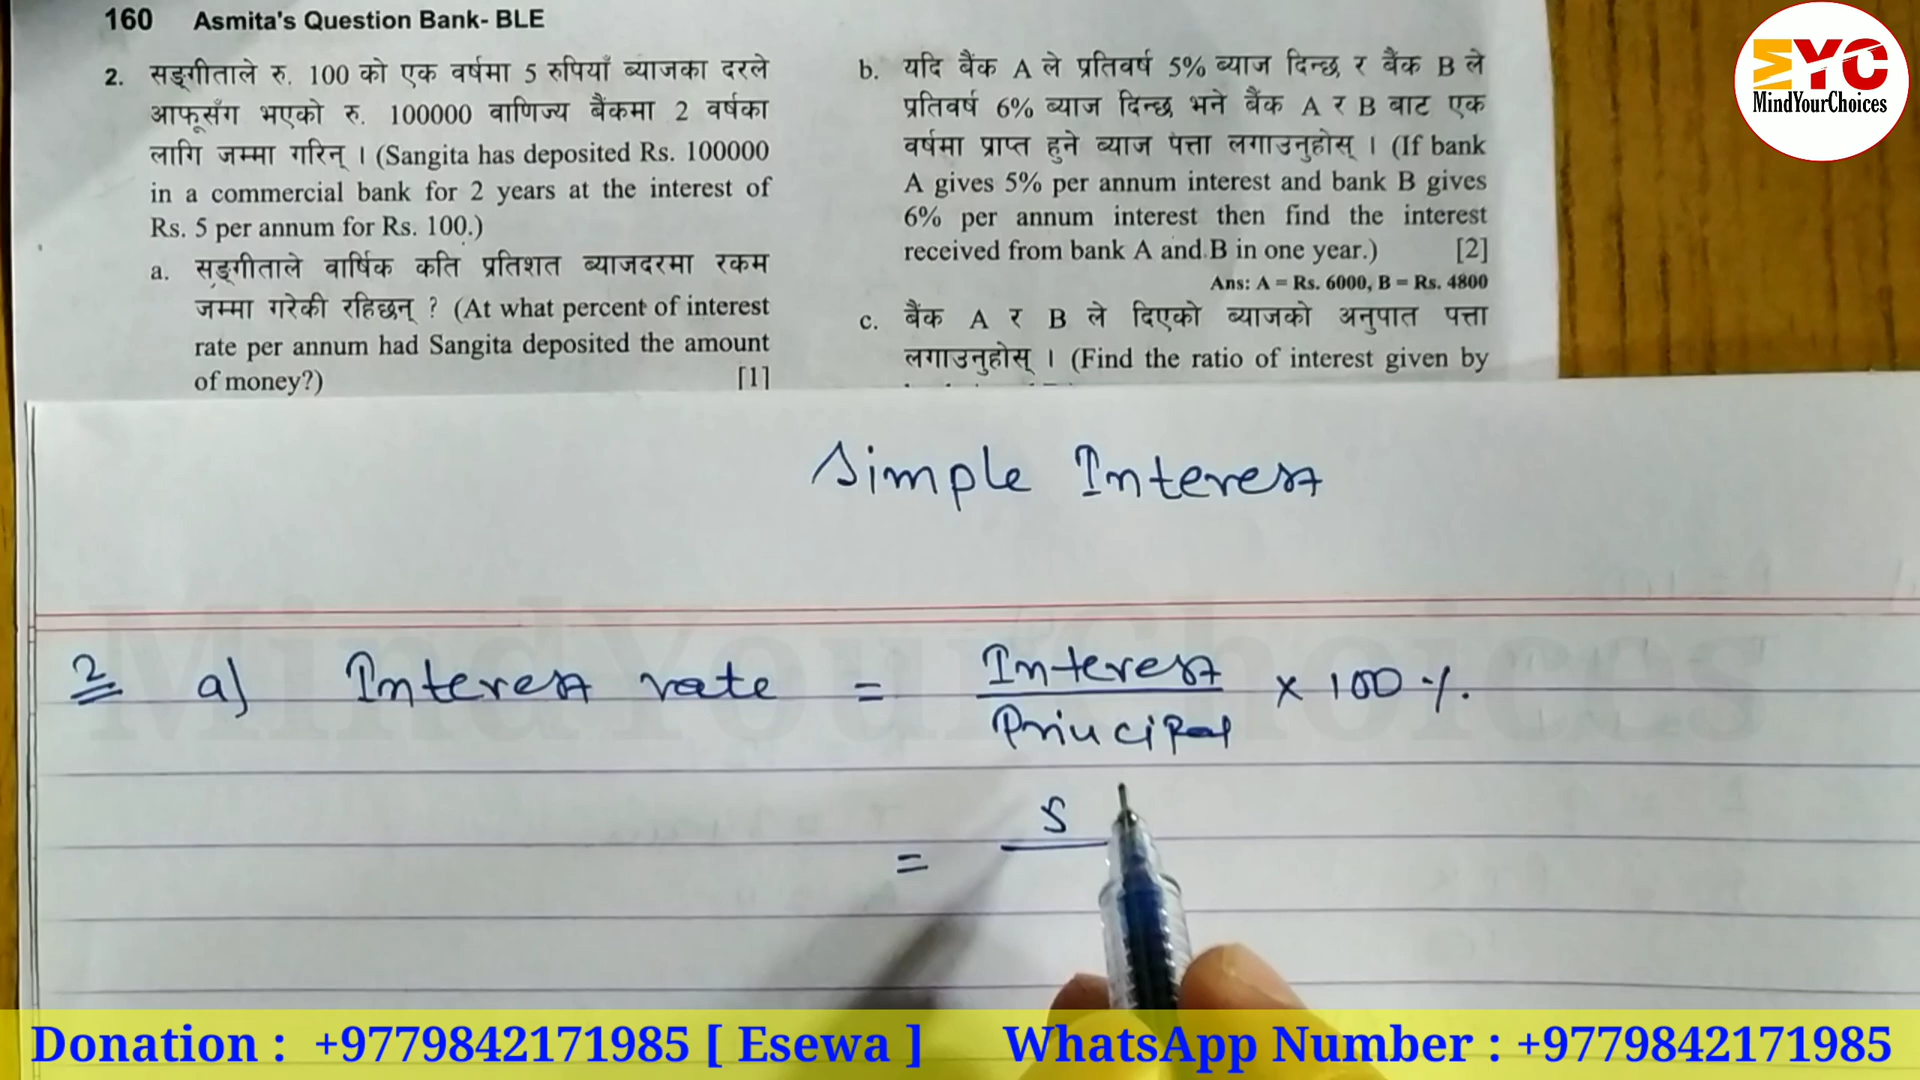 160 Asmita's Question Bank- BLE
2. सङ्गीताले रु. 100 को एक वर्षमा 5 रुपियाँ ब्याजका दरले
आफूसँग भएको रु. 100000 वाणिज्य बैंकमा 2 वर्षका
लागि जम्मा गरिन् । (Sangita has deposited Rs. 100000
in a commercial bank for 2 years at the interest of
Rs. 5 per annum for Rs. 100.)
a. सङ्गीताले वार्षिक कति प्रतिशत ब्याजदरमा रकम
जम्मा गरेकी रहिछन् ? (At what percent of interest
rate per annum had Sangita deposited the amount
of money?) [1]
b. यदि बैंक A ले प्रतिवर्ष 5% ब्याज दिन्छ र बैंक B ले
प्रतिवर्ष 6% ब्याज दिन्छ भने बैंक A र B बाट एक
वर्षमा प्राप्त हुने ब्याज पत्ता लगाउनुहोस् । (If bank
A gives 5% per annum interest and bank B gives
6% per annum interest then find the interest
received from bank A and B in one year.) [2]
Ans: A = Rs. 6000, B = Rs. 4800
c. बैंक A र B ले दिएको ब्याजको अनुपात पत्ता
लगाउनुहोस् । (Find the ratio of interest given by
MYC
MindYourChoices
Simple Interest
MindYourChoices
2 a) Interest rate = Interest / Principal × 100 %.
= 5
Donation : +9779842171985 [ Esewa ] WhatsApp Number : +9779842171985